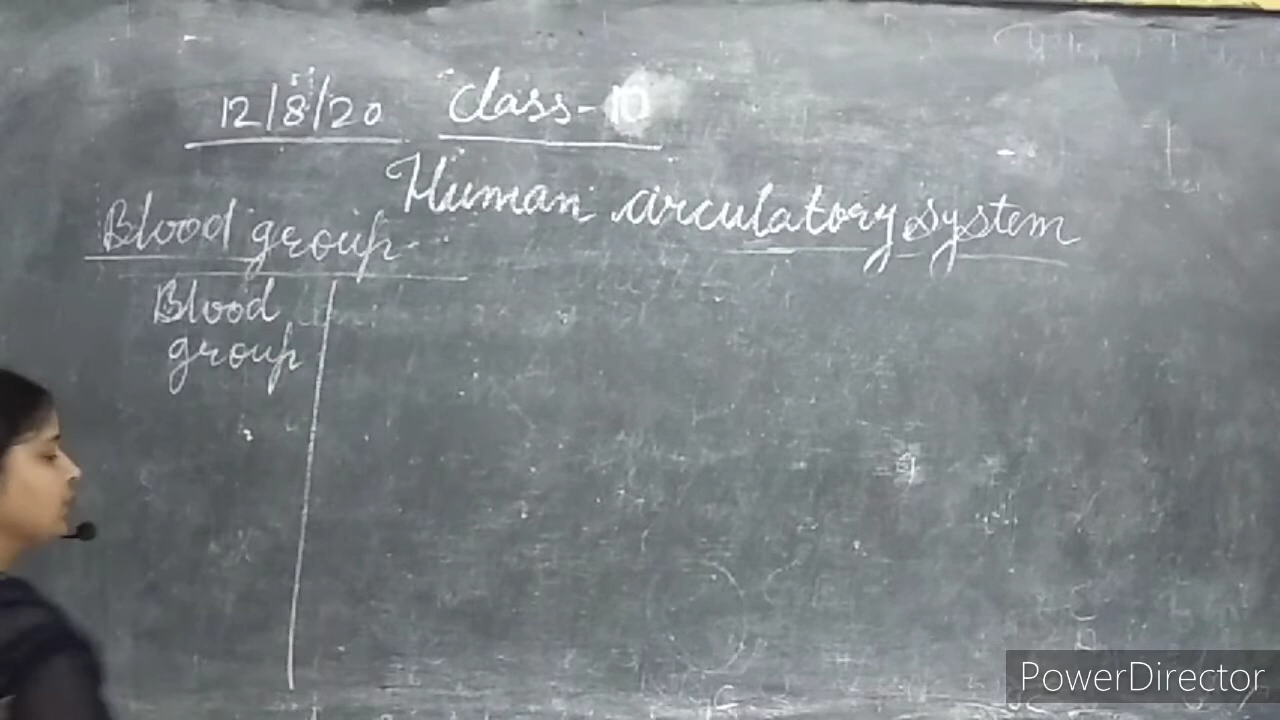 12/8/20 Class-10
Human circulatory system
Blood group
Blood
group
PowerDirector